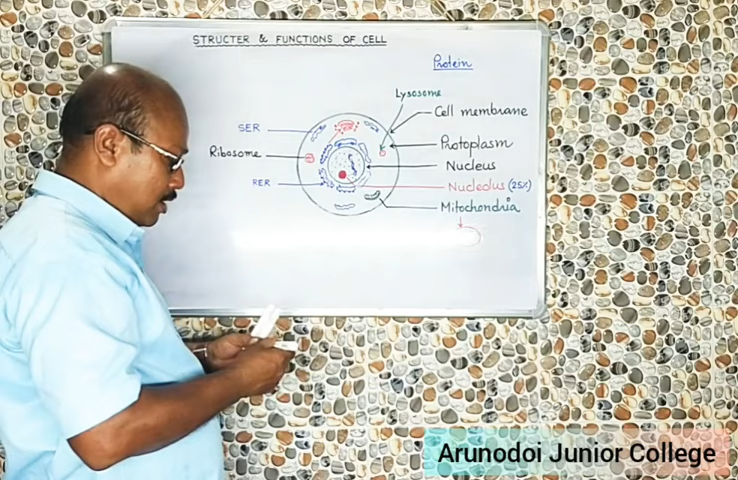 STRUCTER & FUNCTIONS OF CELL
Protein
Lysosome
Cell membrane
SER
Protoplasm
Ribosome
Nucleus
RER
Nucleolus (25%)
Mitochondria
Arunodoi Junior College